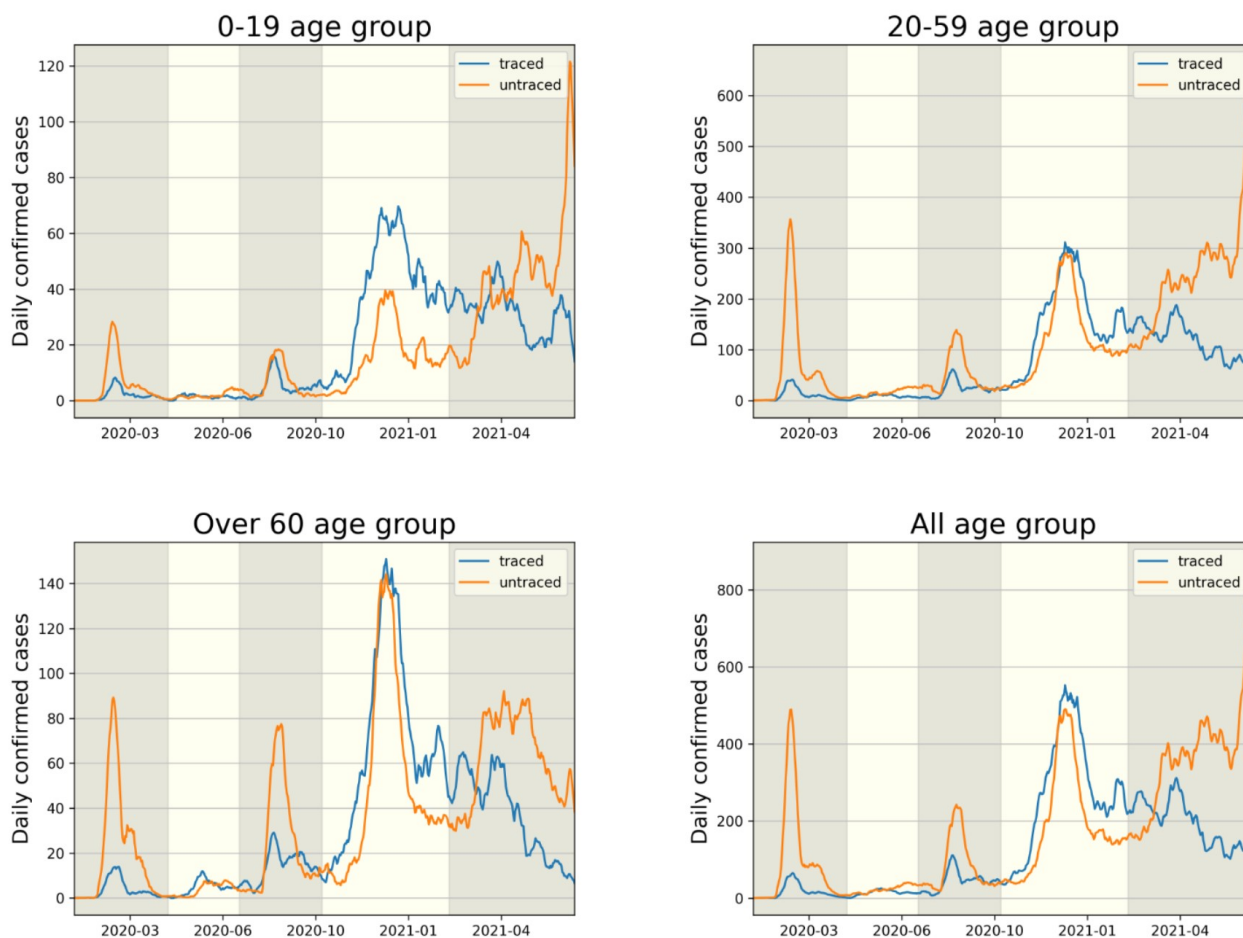 0-19 age group
Daily confirmed cases
120
100
80
60
40
20
0
2020-03 2020-06 2020-10 2021-01 2021-04
traced
untraced
20-59 age group
Daily confirmed cases
600
500
400
300
200
100
0
2020-03 2020-06 2020-10 2021-01 2021-04
traced
untraced
Over 60 age group
Daily confirmed cases
140
120
100
80
60
40
20
0
2020-03 2020-06 2020-10 2021-01 2021-04
traced
untraced
All age group
Daily confirmed cases
800
600
400
200
0
2020-03 2020-06 2020-10 2021-01 2021-04
traced
untraced